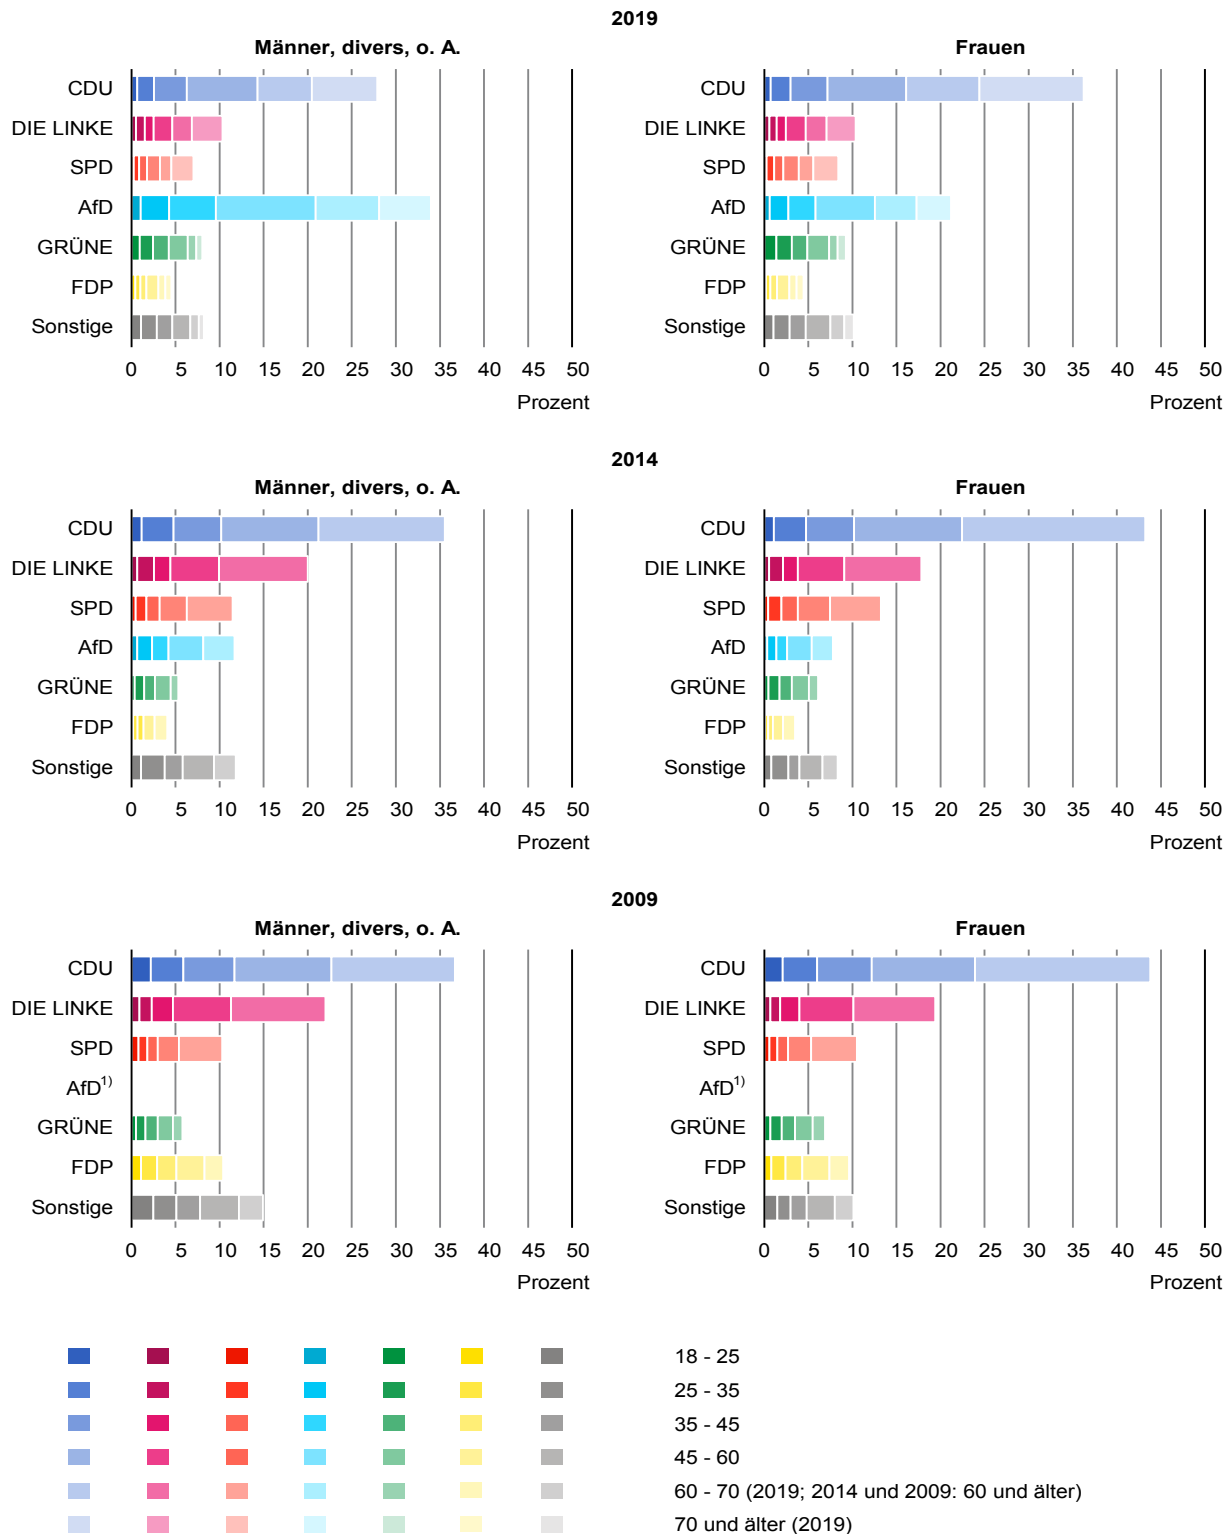 2019
Männer, divers, o. A.
CDU
DIE LINKE
SPD
AfD
GRÜNE
FDP
Sonstige
0 5 10 15 20 25 30 35 40 45 50
Prozent
Frauen
CDU
DIE LINKE
SPD
AfD
GRÜNE
FDP
Sonstige
0 5 10 15 20 25 30 35 40 45 50
Prozent
2014
Männer, divers, o. A.
CDU
DIE LINKE
SPD
AfD
GRÜNE
FDP
Sonstige
0 5 10 15 20 25 30 35 40 45 50
Prozent
Frauen
CDU
DIE LINKE
SPD
AfD
GRÜNE
FDP
Sonstige
0 5 10 15 20 25 30 35 40 45 50
Prozent
2009
Männer, divers, o. A.
CDU
DIE LINKE
SPD
AfD1)
GRÜNE
FDP
Sonstige
0 5 10 15 20 25 30 35 40 45 50
Prozent
Frauen
CDU
DIE LINKE
SPD
AfD1)
GRÜNE
FDP
Sonstige
0 5 10 15 20 25 30 35 40 45 50
Prozent
18 - 25
25 - 35
35 - 45
45 - 60
60 - 70 (2019; 2014 und 2009: 60 und älter)
70 und älter (2019)